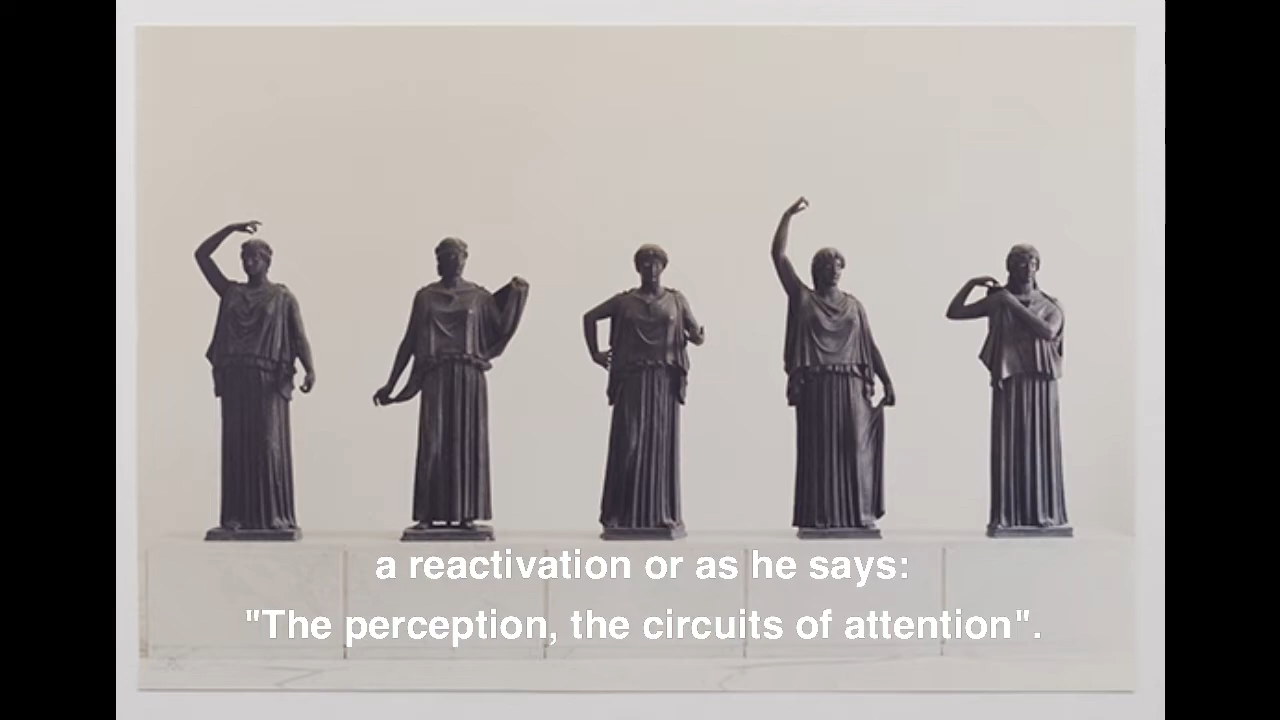 a reactivation or as he says:
"The perception, the circuits of attention".